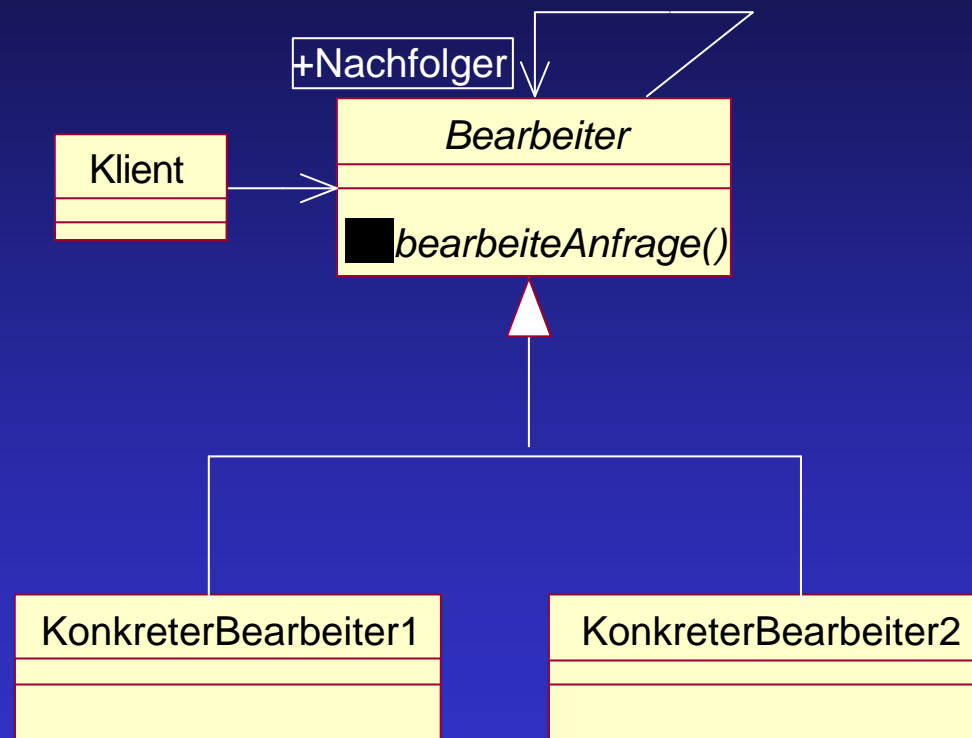 +Nachfolger
Bearbeiter
Klient
bearbeiteAnfrage()
KonkreterBearbeiter1
KonkreterBearbeiter2